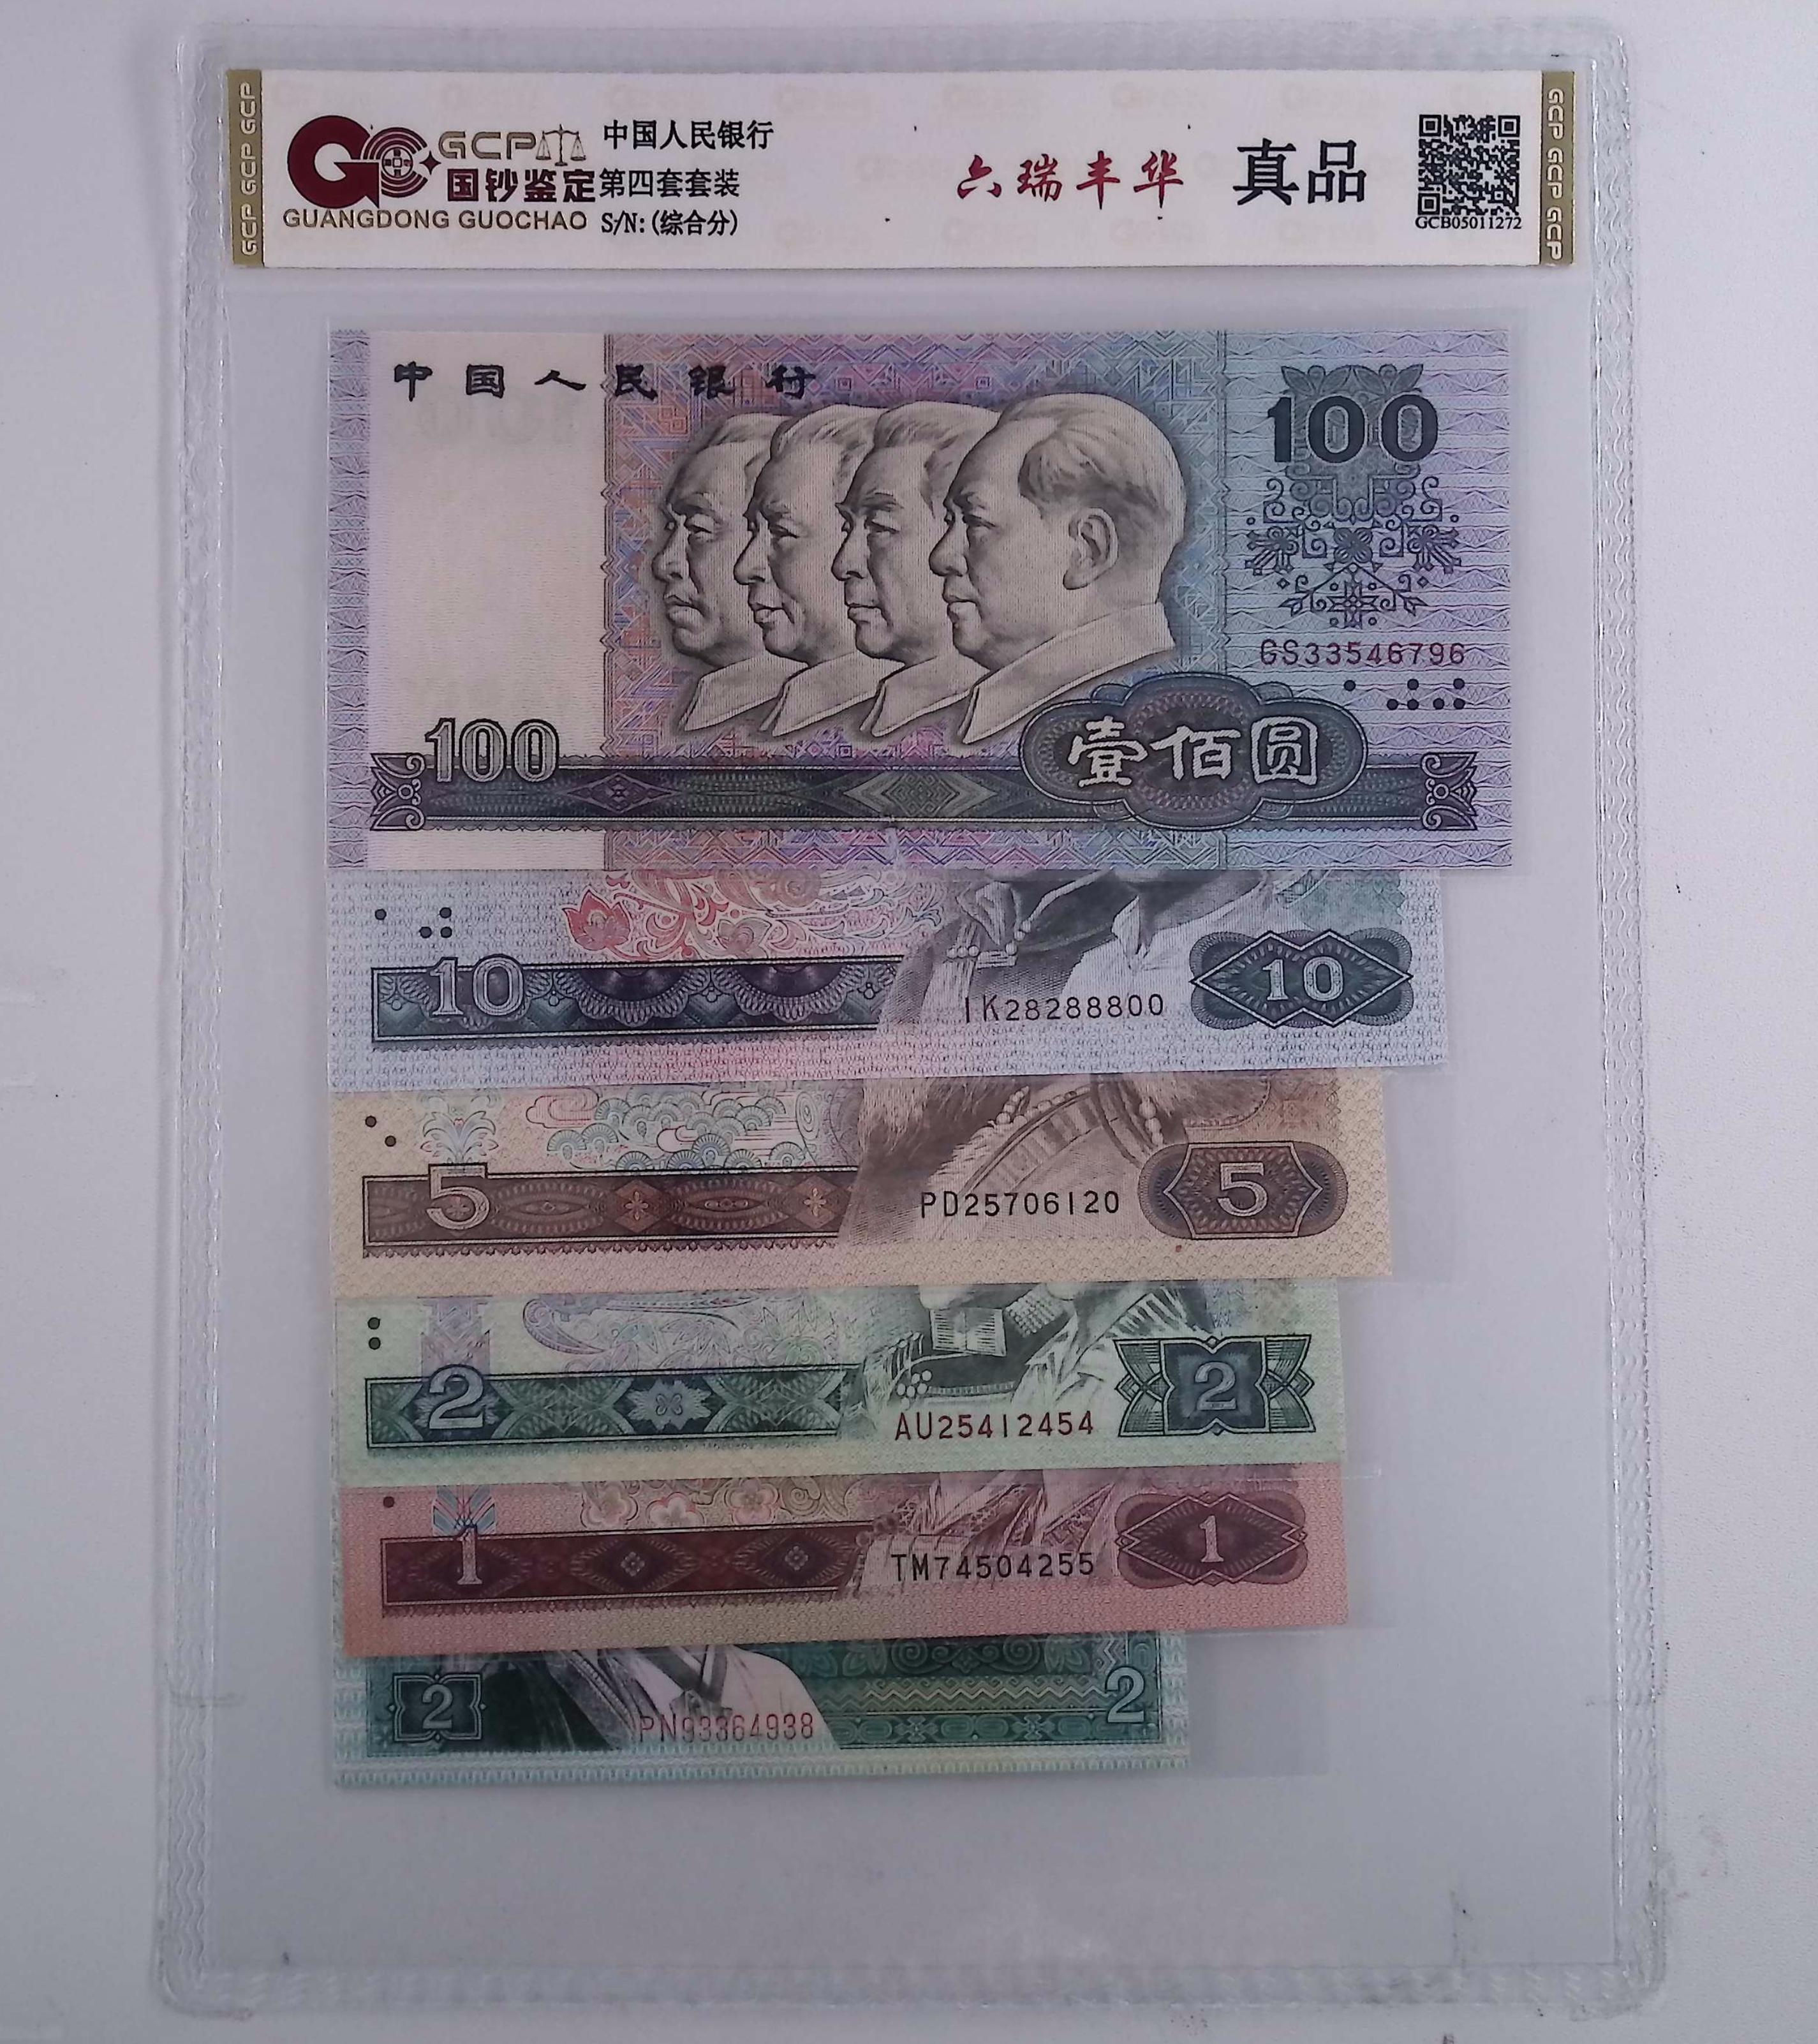 GCP GCP GCP
GCP
国钞鉴定
GUANGDONG GUOCHAO
中国人民银行
第四套套装
S/N: (综合分)
六瑞丰华
真品
GCB05011272
GCP GCP GCP
中国人民银行
100
GS33546796
100
壹佰圆
10
IK28288800
10
5
PD25706120
5
2
AU25412454
2
1
TM74504255
1
2
PN93364938
2